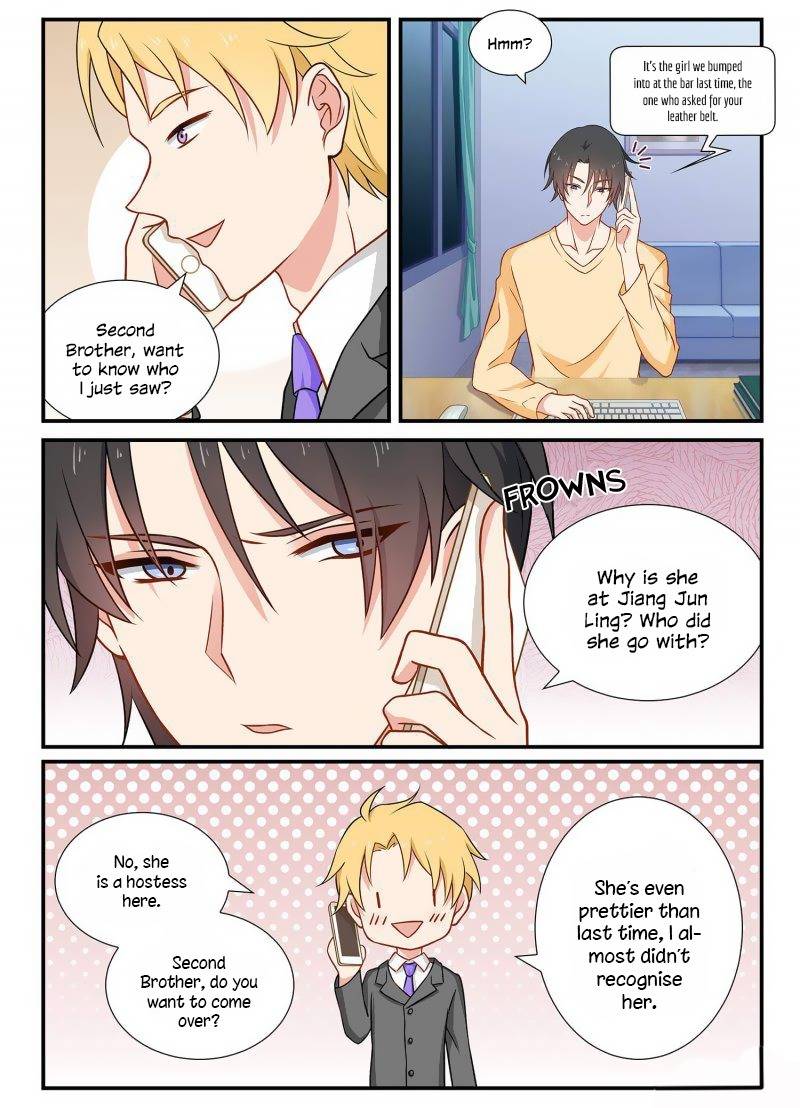 Second
Brother, want
to know who
I just saw?
Hmm?
It's the girl we bumped
into at the bar last time, the
one who asked for your
leather belt.
FROWNS
Why is she
at Jiang Jun
Ling? Who did
she go with?
No, she
is a hostess
here.
Second
Brother, do you
want to come
over?
She's even
prettier than
last time, I al-
most didn't
recognise
her.